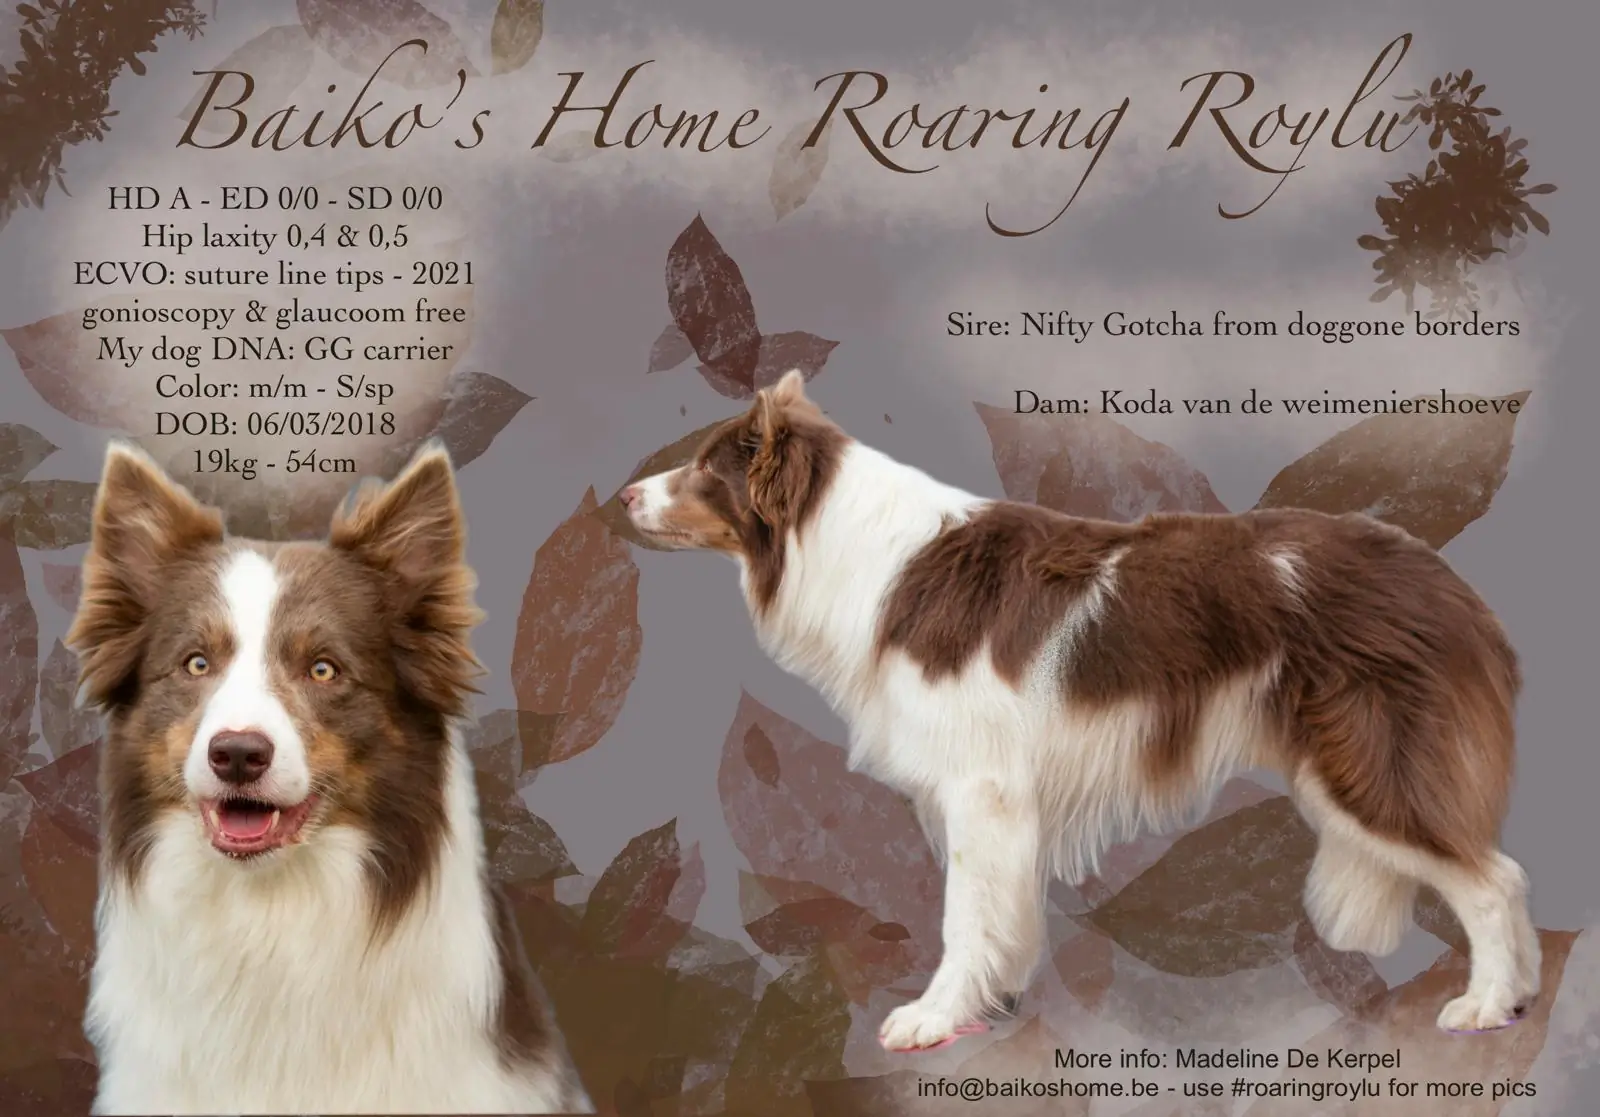 Baiko's Home Roaring Roylu
HD A - ED 0/0 - SD 0/0
Hip laxity 0,4 & 0,5
ECVO: suture line tips - 2021
gonioscopy & glaucoom free
My dog DNA: GG carrier
Color: m/m - S/sp
DOB: 06/03/2018
19kg - 54cm
Sire: Nifty Gotcha from doggone borders
Dam: Koda van de weimeniershoeve
More info: Madeline De Kerpel
info@baikoshome.be - use #roaringroylu for more pics